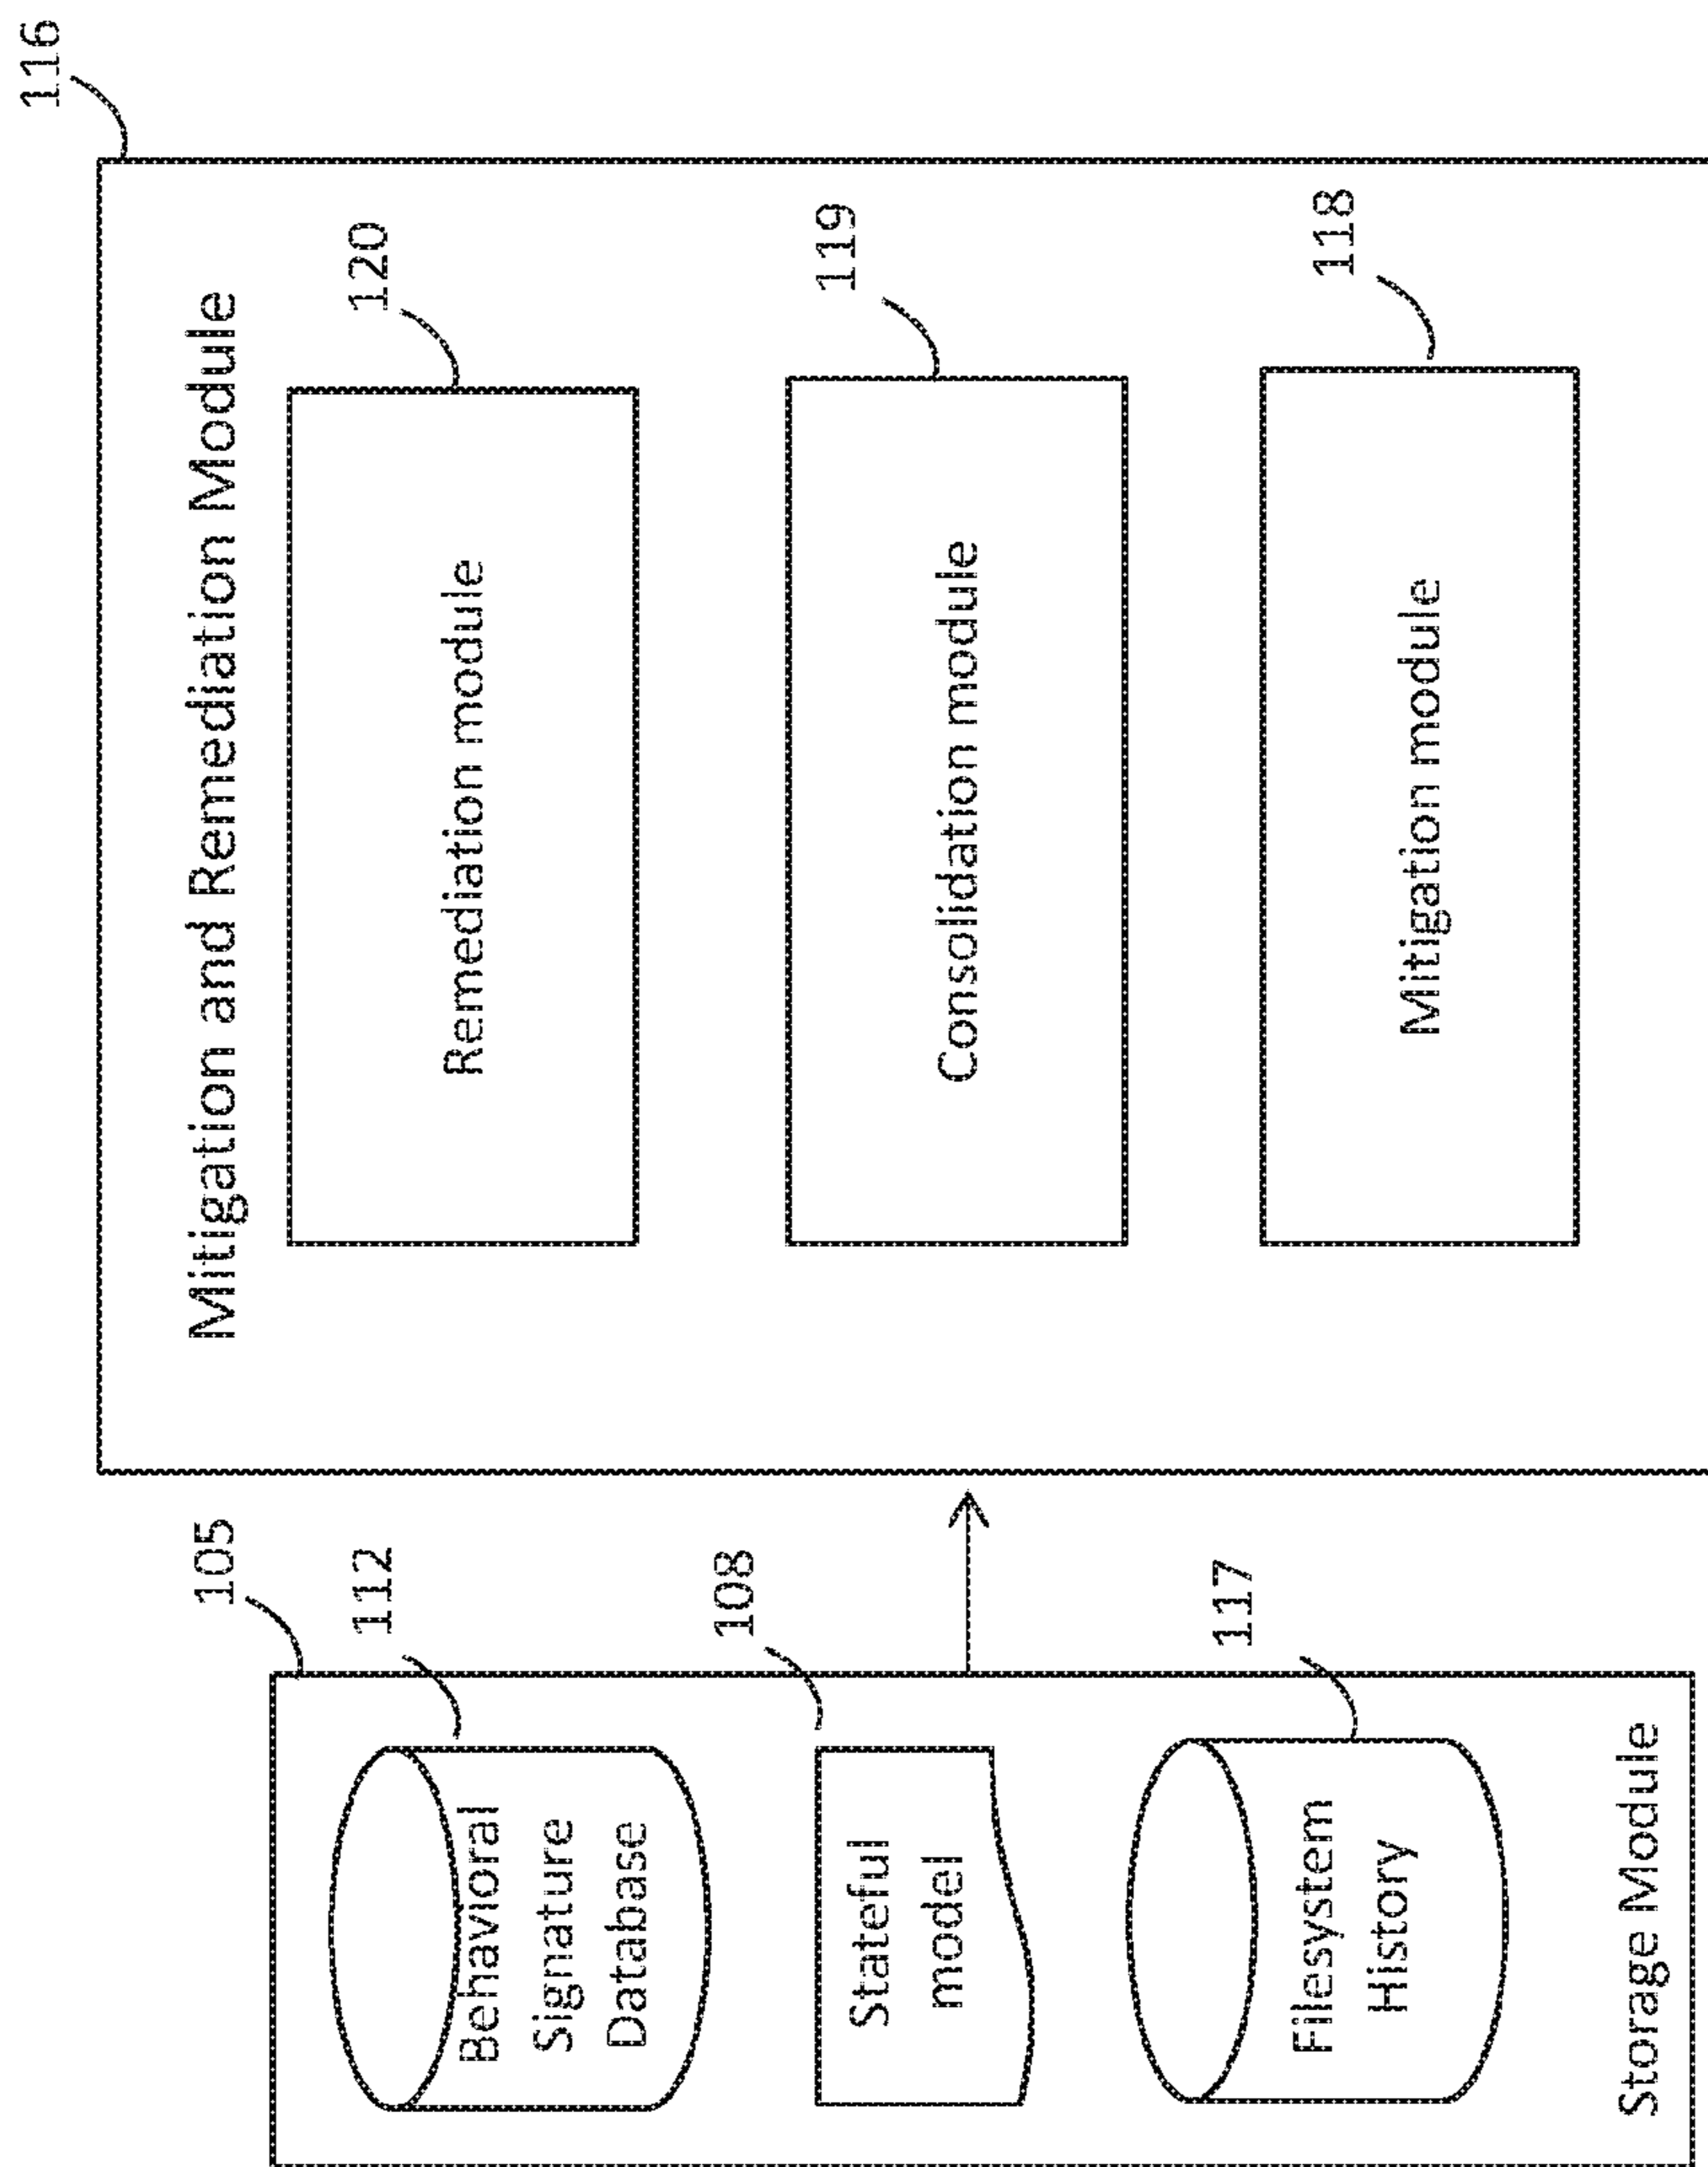 116
Mitigation and Remediation Module
120
Remediation module
119
Consolidation module
118
Mitigation module
105
112
Behavioral
Signature
Database
108
Stateful
model
117
Filesystem
History
Storage Module